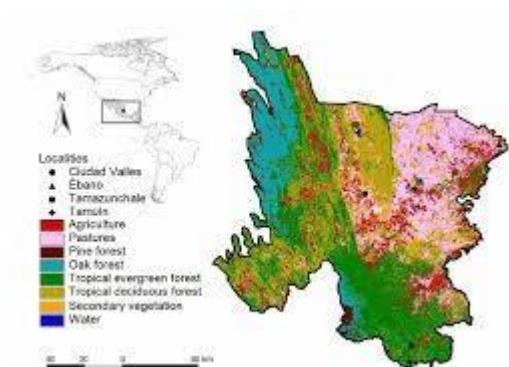 N
Localities
Ciudad Valles
Ébano
Tamazunchale
Tamuín
Agriculture
Pastures
Pine forest
Oak forest
Tropical evergreen forest
Tropical deciduous forest
Secondary vegetation
Water
0